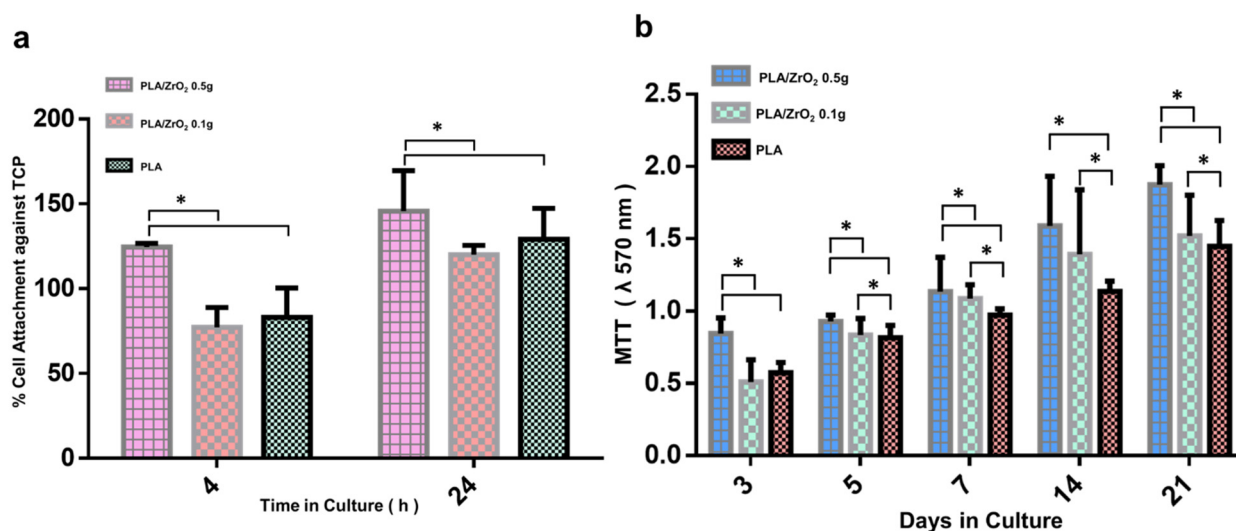 a
PLA/ZrO₂ 0.5g
PLA/ZrO₂ 0.1g
PLA
% Cell Attachment against TCP
200
150
100
50
0
*
*
4
24
Time in Culture ( h )
b
PLA/ZrO₂ 0.5g
PLA/ZrO₂ 0.1g
PLA
MTT ( λ 570 nm )
2.5
2.0
1.5
1.0
0.5
0.0
*
*
*
*
*
*
*
*
*
*
3
5
7
14
21
Days in Culture